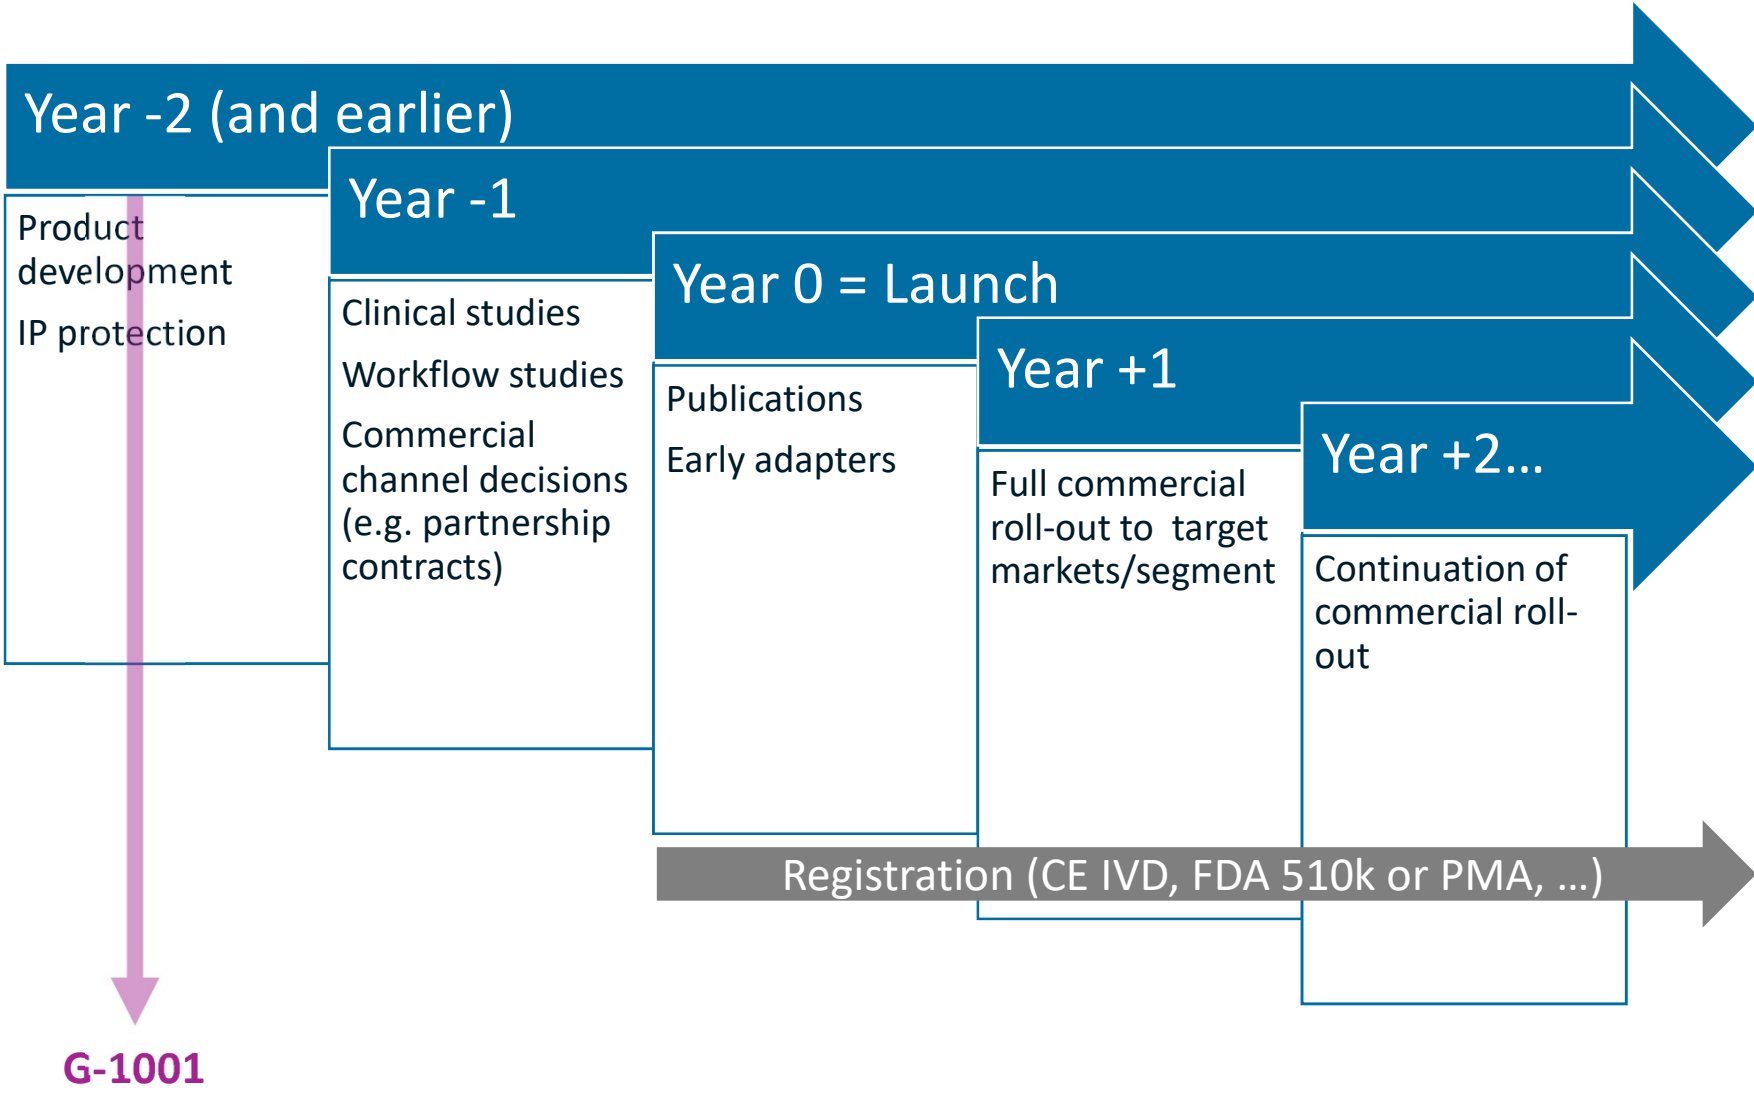 Year -2 (and earlier)
Product
development
IP protection
Year -1
Clinical studies
Workflow studies
Commercial
channel decisions
(e.g. partnership
contracts)
Year 0 = Launch
Publications
Early adapters
Year +1
Full commercial
roll-out to  target
markets/segment
Year +2...
Continuation of
commercial roll-
out
Registration (CE IVD, FDA 510k or PMA, ...)
G-1001